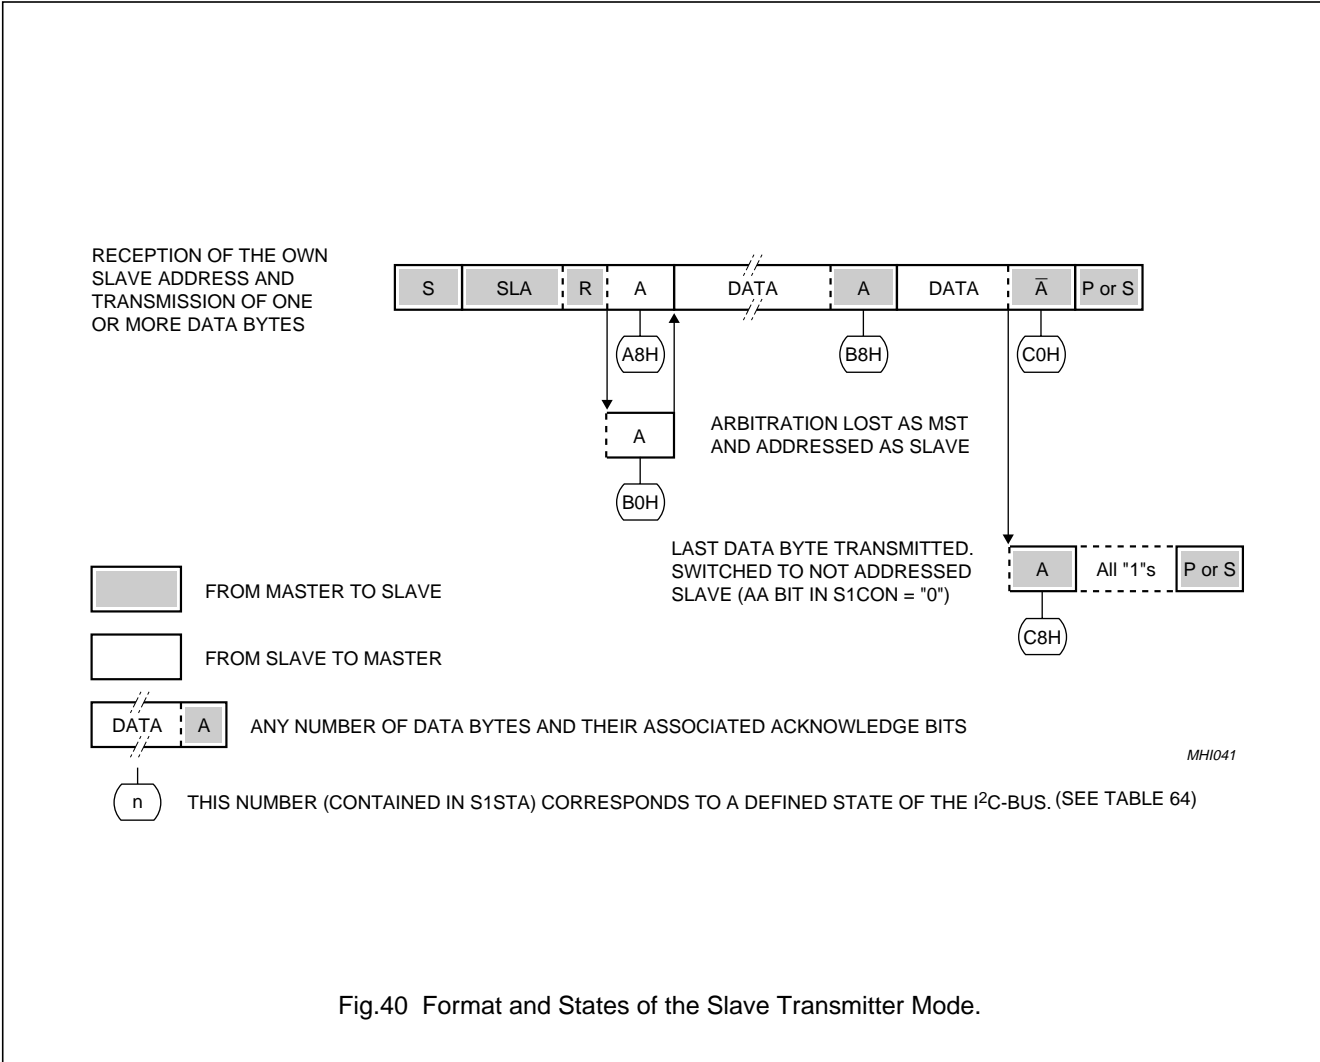 RECEPTION OF THE OWN
SLAVE ADDRESS AND
TRANSMISSION OF ONE
OR MORE DATA BYTES
S SLA R A DATA A DATA A̅ P or S
A8H B8H C0H
A
ARBITRATION LOST AS MST
AND ADDRESSED AS SLAVE
B0H
LAST DATA BYTE TRANSMITTED.
SWITCHED TO NOT ADDRESSED
SLAVE (AA BIT IN S1CON = "0")
A All "1"s P or S
C8H
FROM MASTER TO SLAVE
FROM SLAVE TO MASTER
DATA A ANY NUMBER OF DATA BYTES AND THEIR ASSOCIATED ACKNOWLEDGE BITS
MHI041
n THIS NUMBER (CONTAINED IN S1STA) CORRESPONDS TO A DEFINED STATE OF THE I²C-BUS. (SEE TABLE 64)
Fig.40 Format and States of the Slave Transmitter Mode.